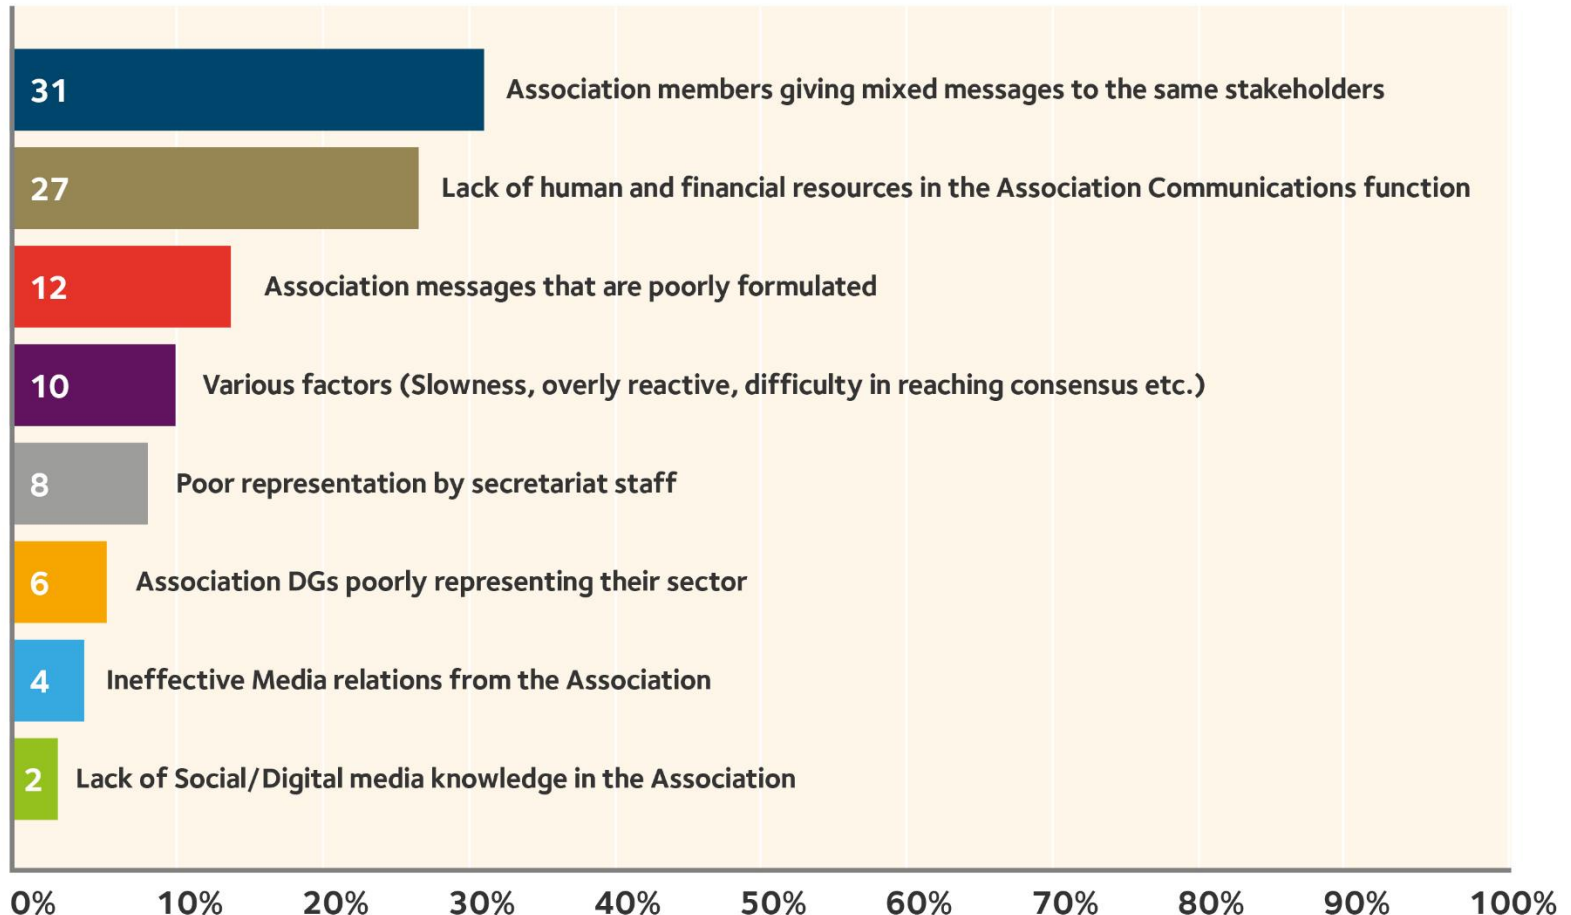 31 Association members giving mixed messages to the same stakeholders
27 Lack of human and financial resources in the Association Communications function
12 Association messages that are poorly formulated
10 Various factors (Slowness, overly reactive, difficulty in reaching consensus etc.)
8 Poor representation by secretariat staff
6 Association DGs poorly representing their sector
4 Ineffective Media relations from the Association
2 Lack of Social/Digital media knowledge in the Association
0% 10% 20% 30% 40% 50% 60% 70% 80% 90% 100%